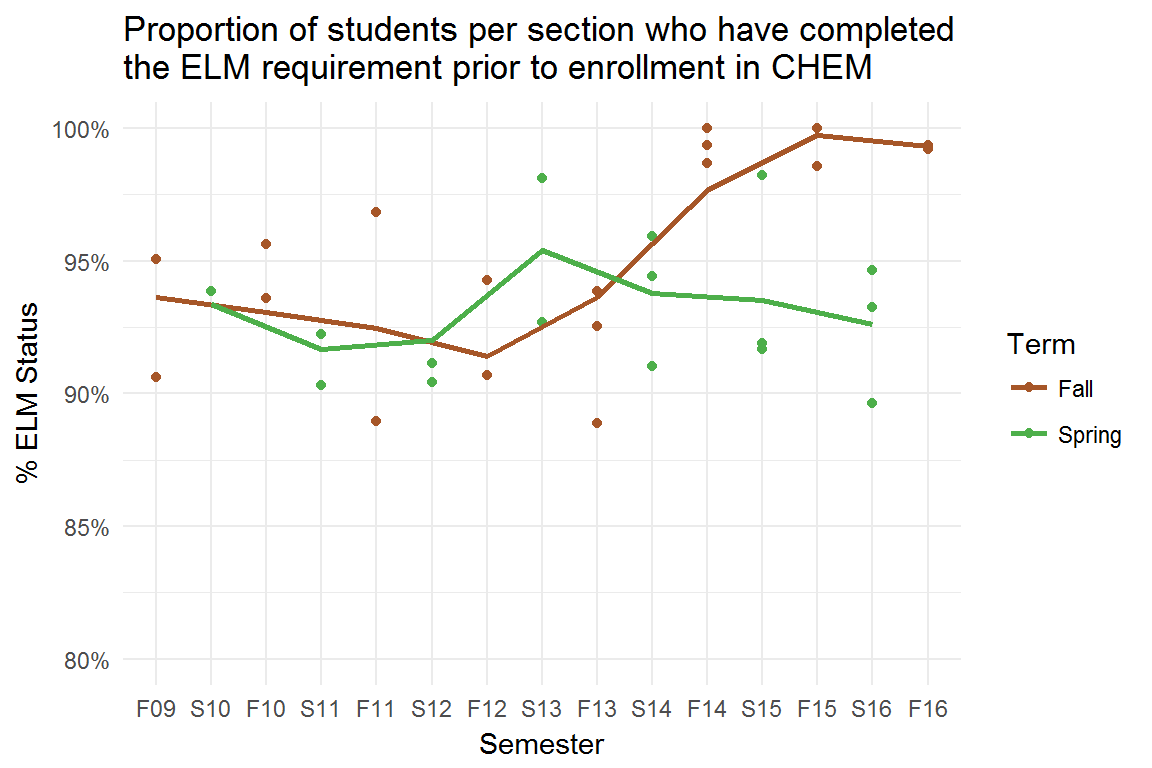 Proportion of students per section who have completed
the ELM requirement prior to enrollment in CHEM
100%
95%
90%
85%
80%
% ELM Status
F09 S10 F10 S11 F11 S12 F12 S13 F13 S14 F14 S15 F15 S16 F16
Semester
Term
Fall
Spring